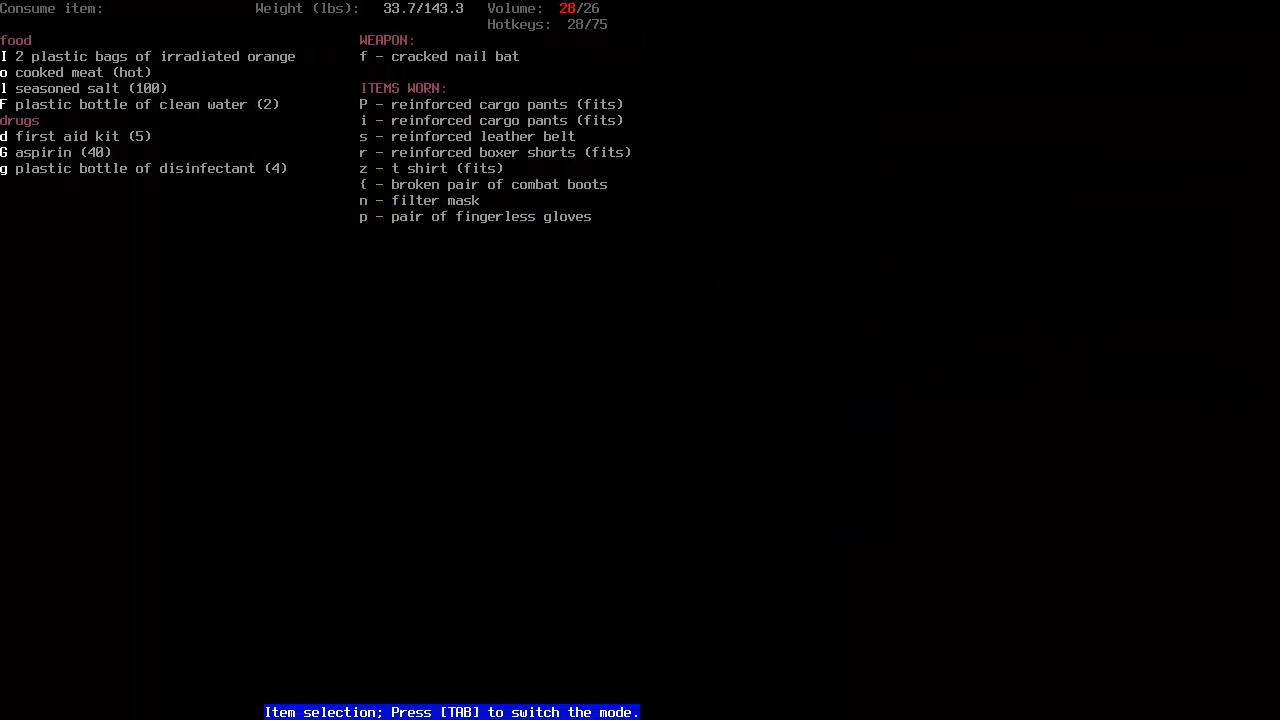 Consume item: Weight (lbs): 33.7/143.3 Volume: 28/26
Hotkeys: 28/75
food
I 2 plastic bags of irradiated orange
o cooked meat (hot)
l seasoned salt (100)
F plastic bottle of clean water (2)
drugs
d first aid kit (5)
G aspirin (40)
g plastic bottle of disinfectant (4)
WEAPON:
f - cracked nail bat
ITEMS WORN:
P - reinforced cargo pants (fits)
i - reinforced cargo pants (fits)
s - reinforced leather belt
r - reinforced boxer shorts (fits)
z - t shirt (fits)
{ - broken pair of combat boots
n - filter mask
p - pair of fingerless gloves
Item selection; Press [TAB] to switch the mode.